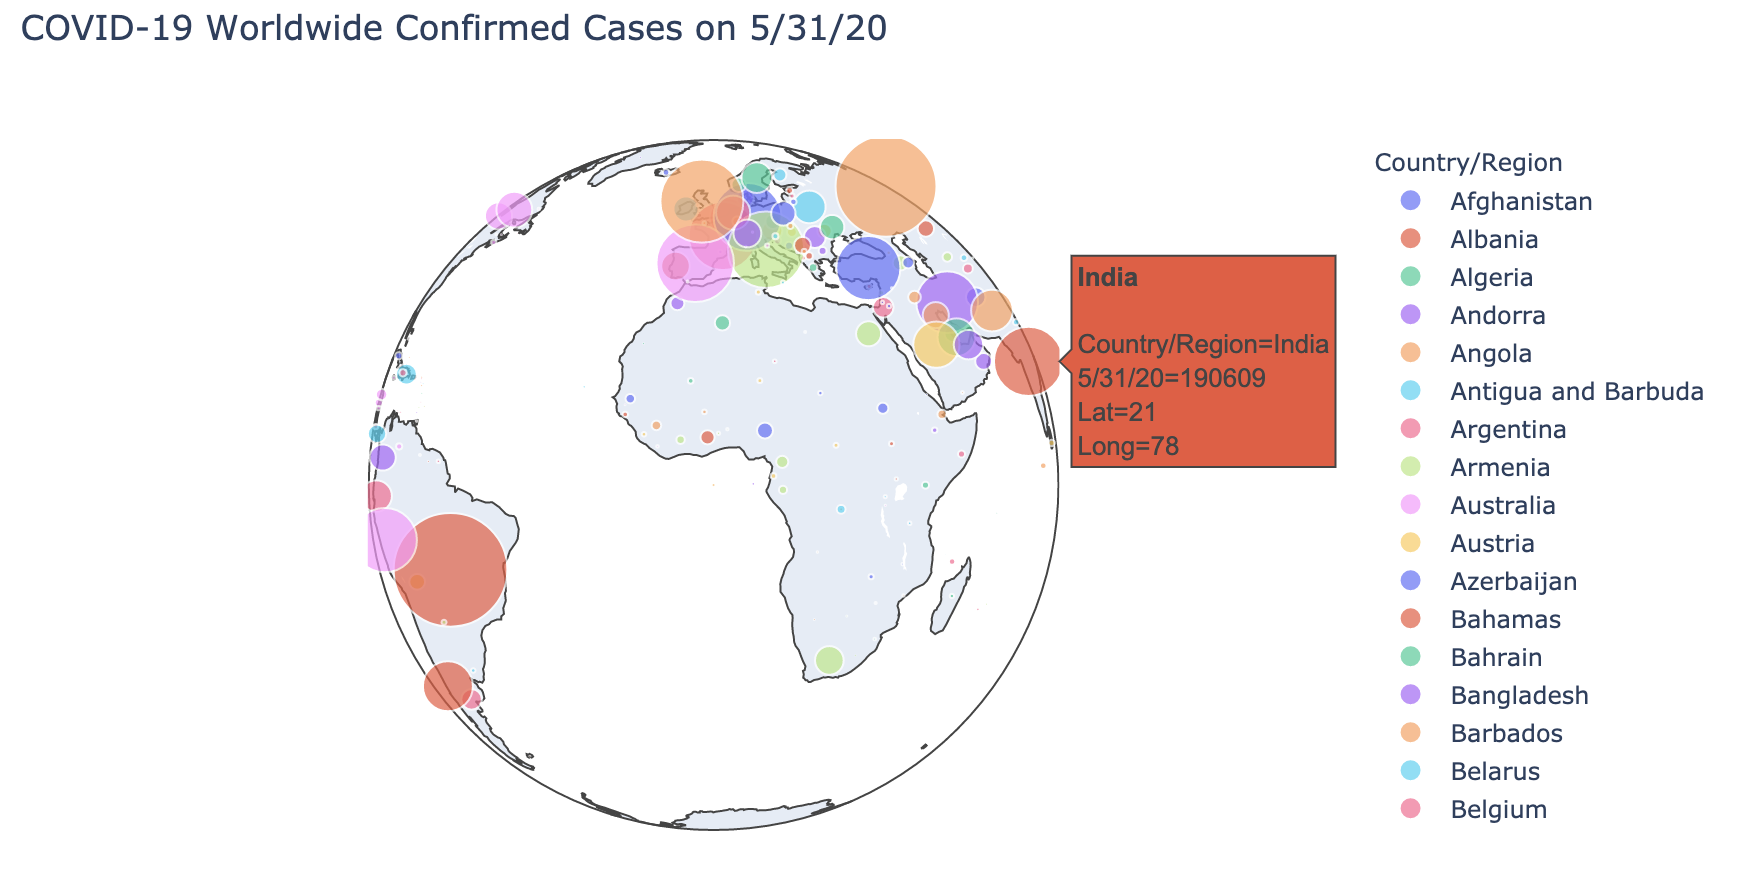 COVID-19 Worldwide Confirmed Cases on 5/31/20
India
Country/Region=India
5/31/20=190609
Lat=21
Long=78
Country/Region
Afghanistan
Albania
Algeria
Andorra
Angola
Antigua and Barbuda
Argentina
Armenia
Australia
Austria
Azerbaijan
Bahamas
Bahrain
Bangladesh
Barbados
Belarus
Belgium